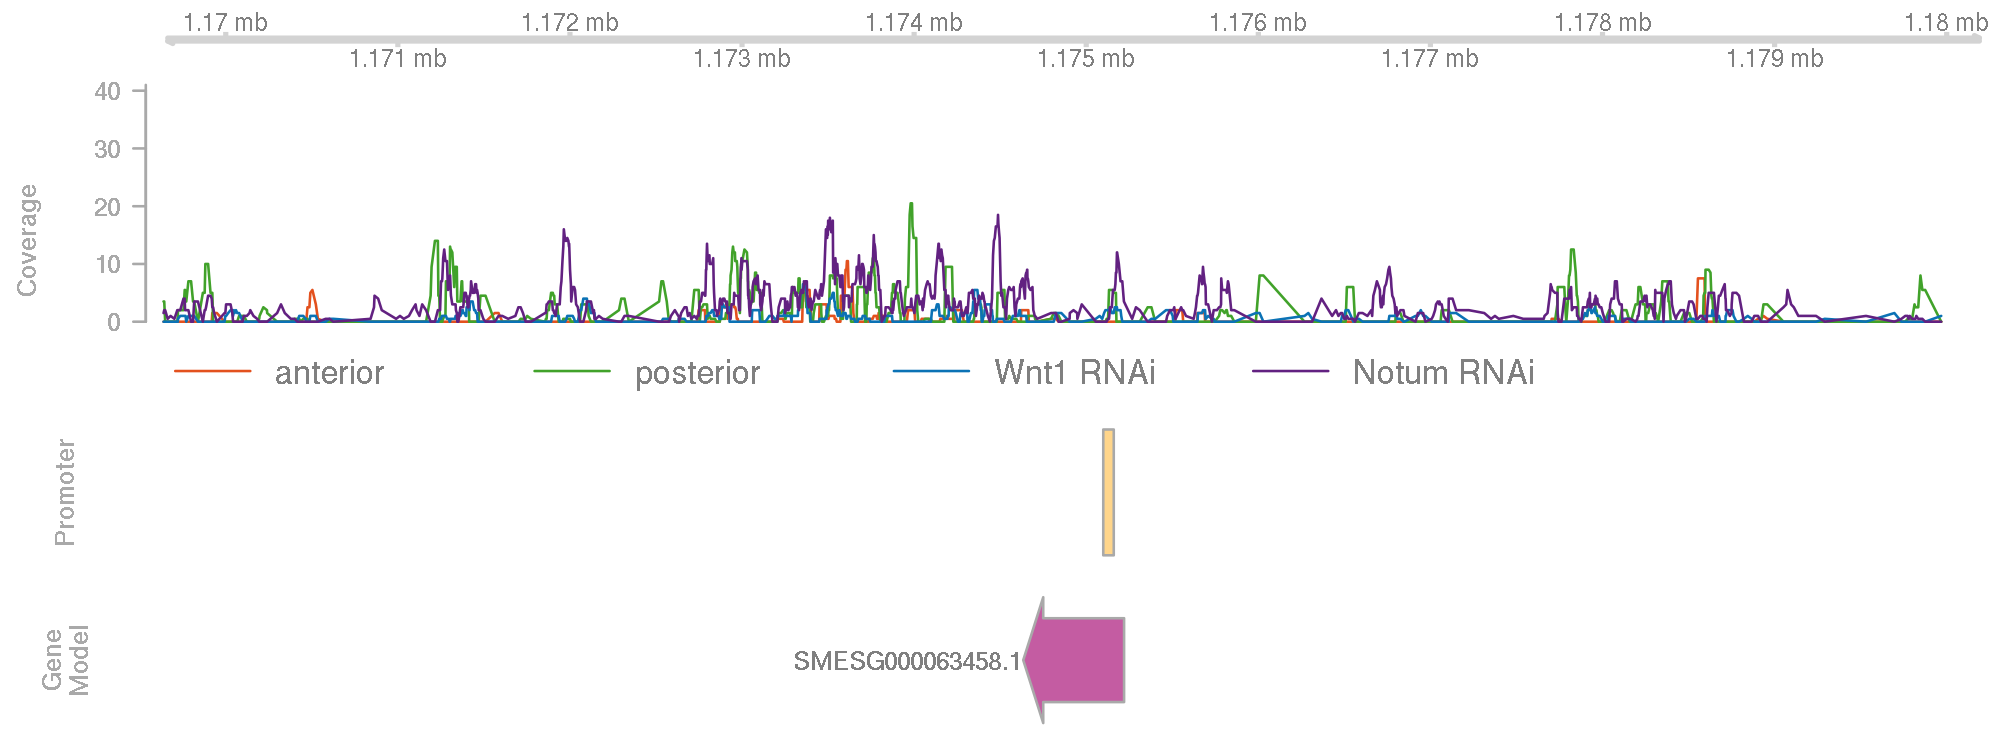 1.17 mb 1.172 mb 1.174 mb 1.176 mb 1.178 mb 1.18 mb
1.171 mb 1.173 mb 1.175 mb 1.177 mb 1.179 mb
40
30
20
10
0
Coverage
anterior posterior Wnt1 RNAi Notum RNAi
Promoter
Gene
Model
SMESG000063458.1